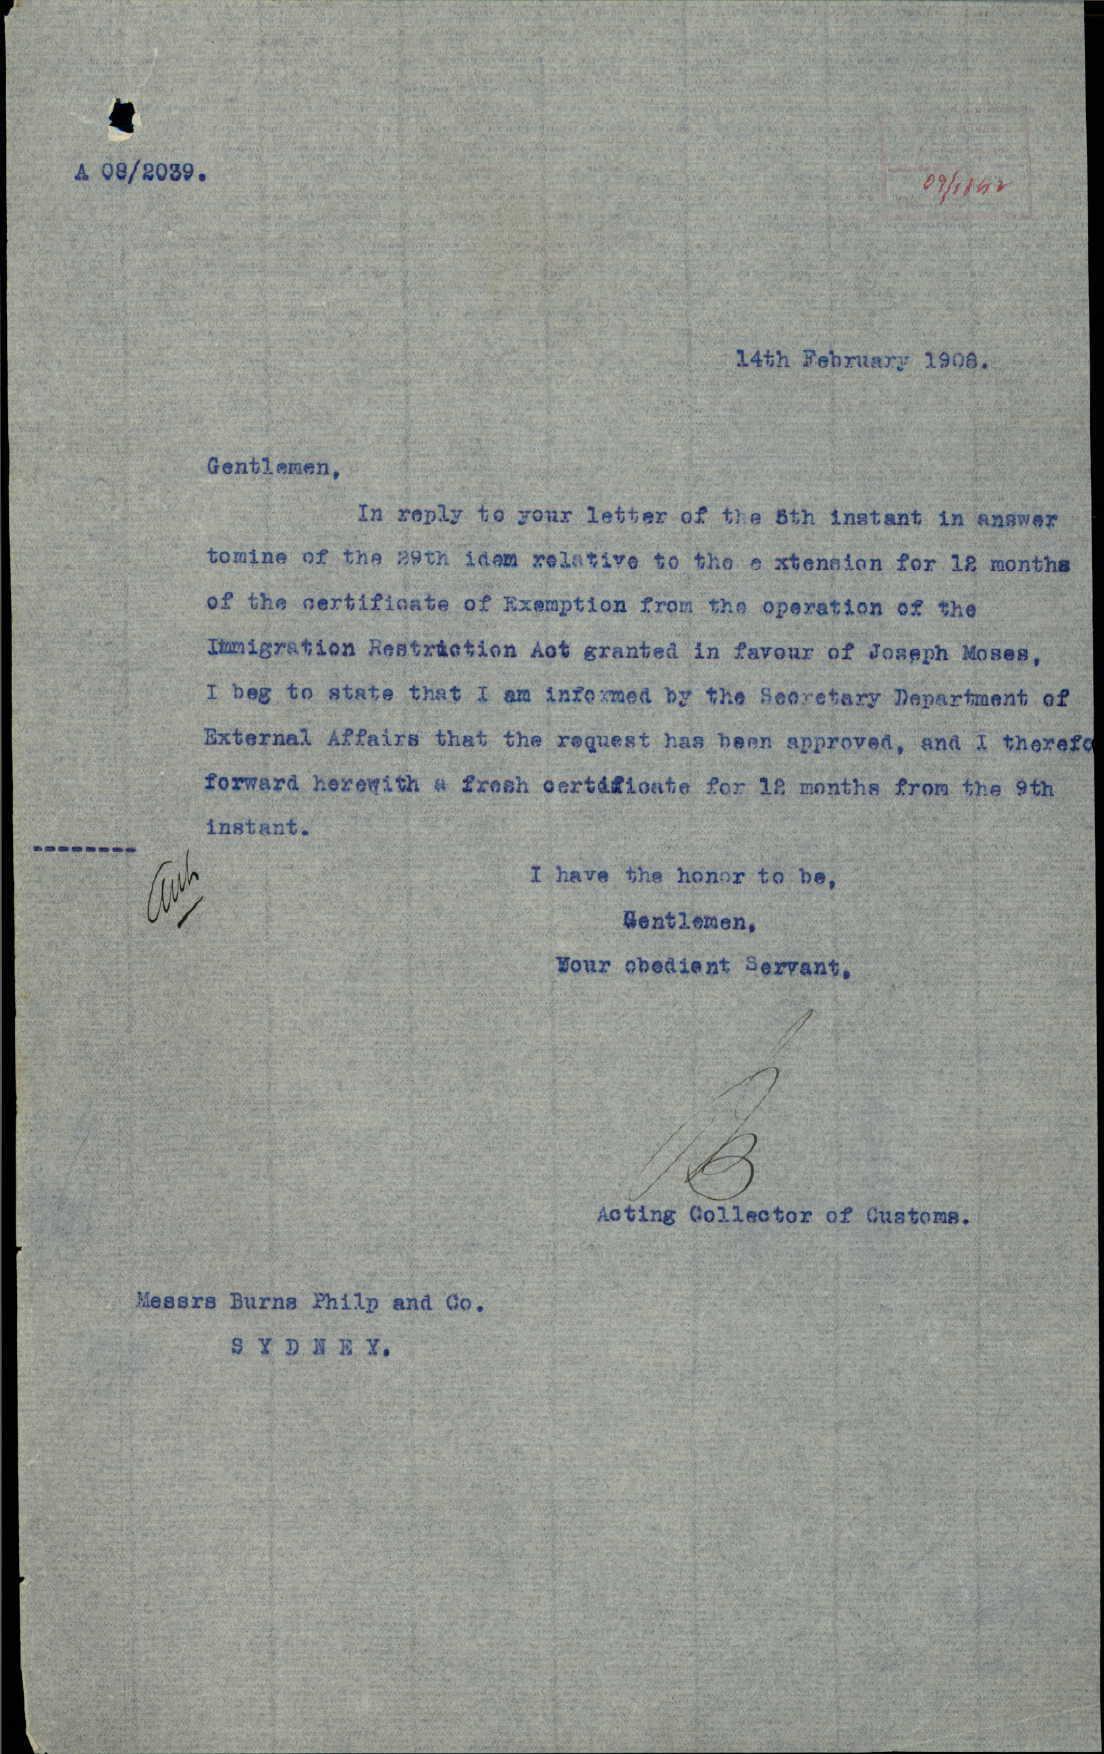 A 08/2039.
14th February 1908.
Gentlemen,
In reply to your letter of the 5th instant in answer
tomine of the 29th idem relative to the e xtension for 12 months
of the certificate of Exemption from the operation of the
Immigration Restriction Act granted in favour of Joseph Moses,
I beg to state that I am informed by the Secretary Department of
External Affairs that the request has been approved, and I therefo
forward herewith a fresh certificate for 12 months from the 9th
instant.
I have the honor to be,
Gentlemen,
Your obedient Servant.
Acting Collector of Customs.
Messrs Burns Philp and Co.
S Y D N E Y.